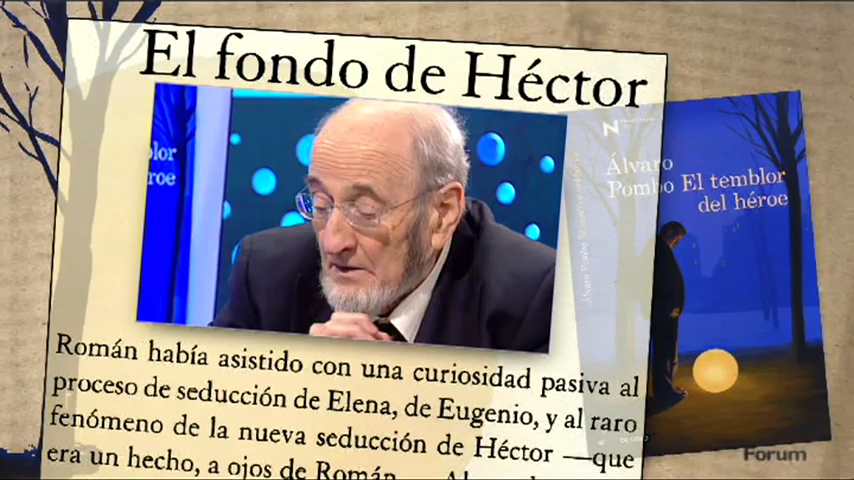 El fondo de Héctor
blor
roe
N
Álvaro
Pombo El temblor
del héroe
Román había asistido con una curiosidad pasiva al
proceso de seducción de Elena, de Eugenio, y al raro
fenómeno de la nueva seducción de Héctor —que
era un hecho, a ojos de Román
Forum